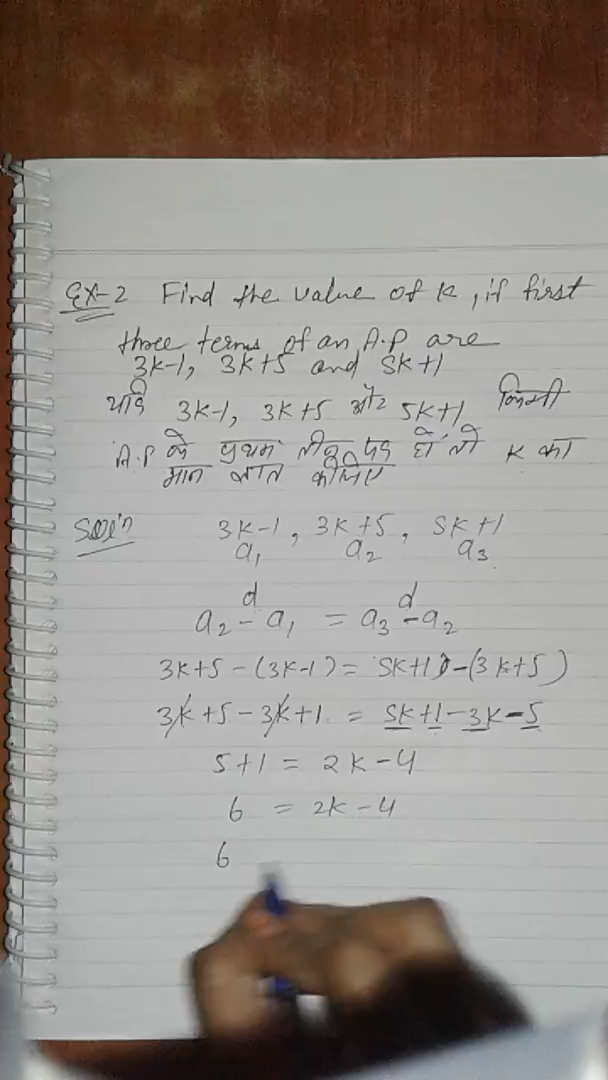 Ex-2 Find the value of k, if first
three terms of an A.P are
3k-1, 3k+5 and 5k+1
यदि 3k-1, 3k+5 और 5k+1 किसी
A.P के प्रथम तीन पद हों तो k का
मान ज्ञात कीजिए
Sol'n 3k-1, 3k+5, 5k+1
a₁ a₂ a₃
d d
a₂-a₁ = a₃-a₂
3k+5-(3k-1) = 5k+1)-(3k+5)
3k+5-3k+1 = 5k+1-3k-5
5+1 = 2k-4
6 = 2k-4
6